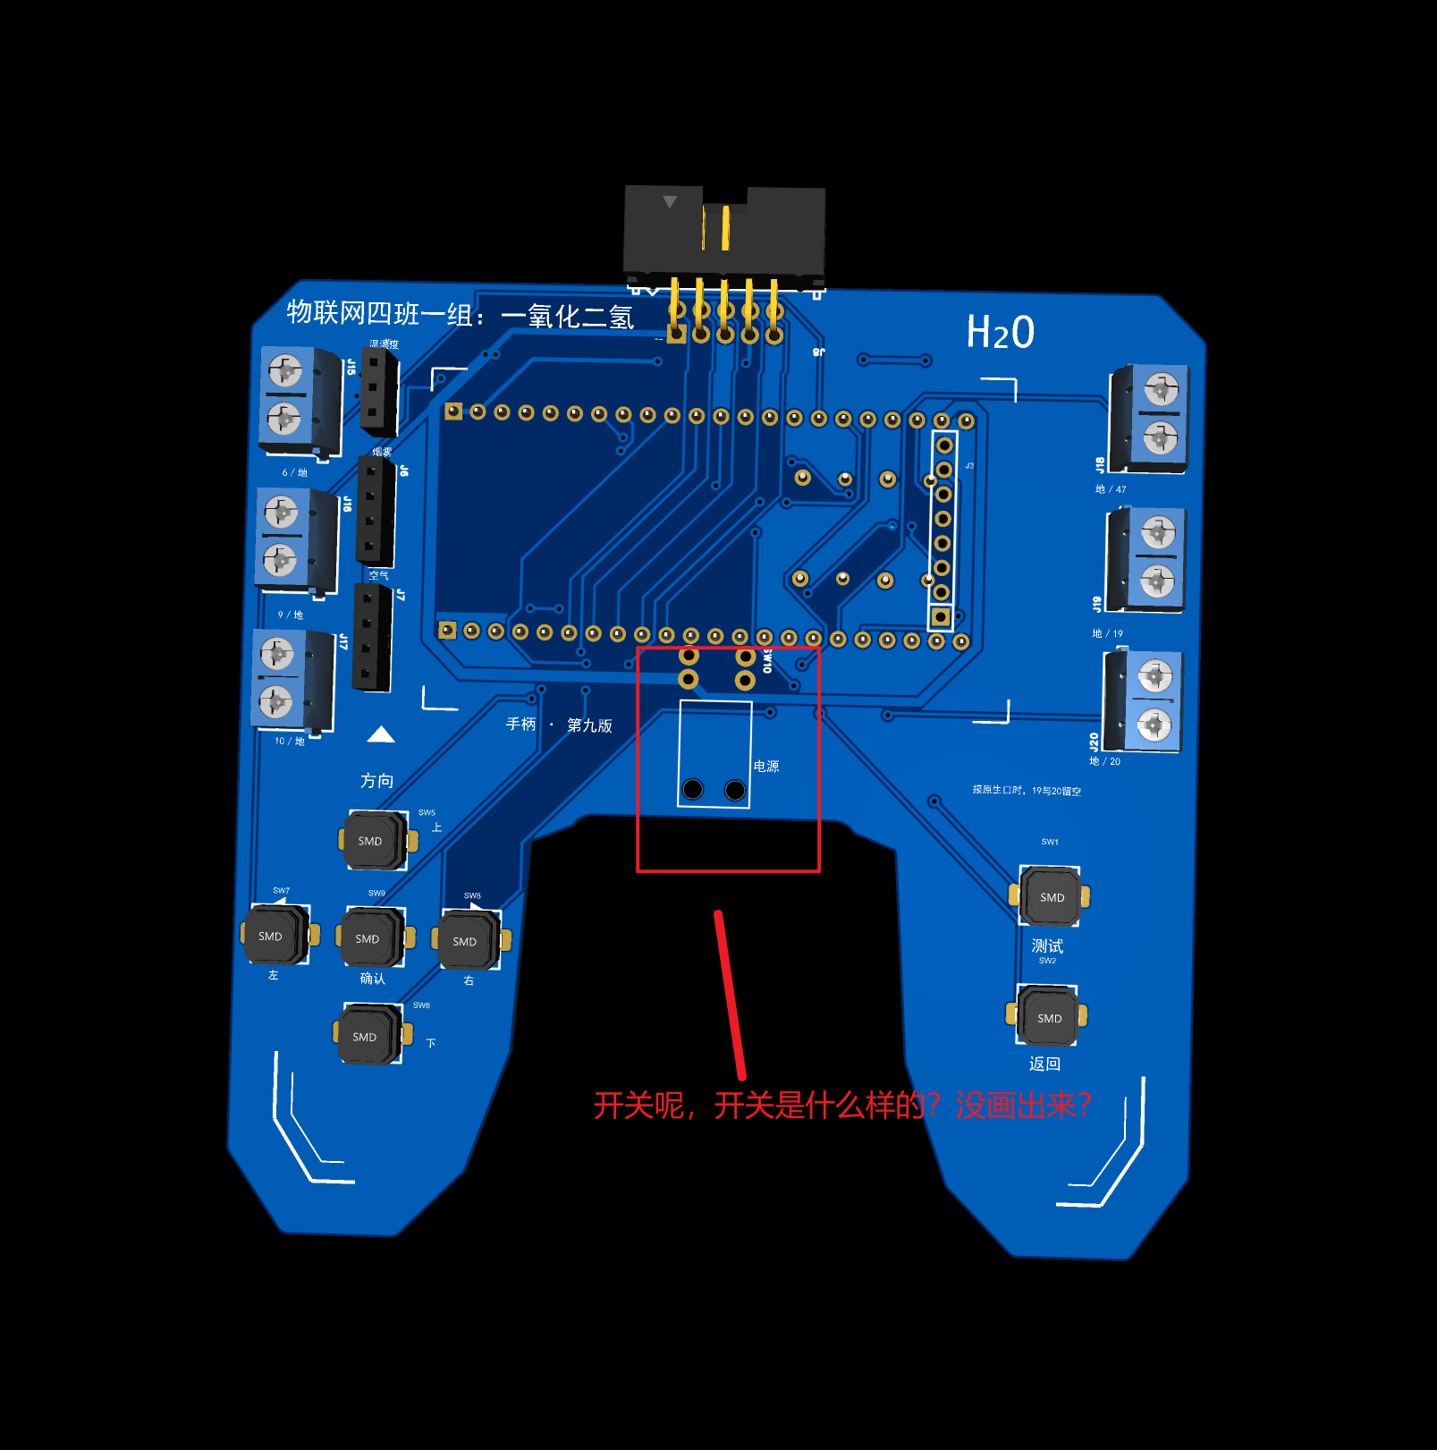 物联网四班一组：一氧化二氢
H₂O
温湿度
J15
J8
6 / 地
烟雾
J6
J3
J18
地 / 47
J16
空气
9 / 地
J7
J19
地 / 19
J17
SW10
10 / 地
手柄 · 第九版
电源
J20
地 / 20
方向
接原生口时，19与20留空
SW5
上
SMD
SW1
SMD
测试
SW7
SW9
SW8
SMD
SMD
SMD
左
确认
右
SW2
SMD
返回
SW6
SMD
下
开关呢，开关是什么样的？没画出来？